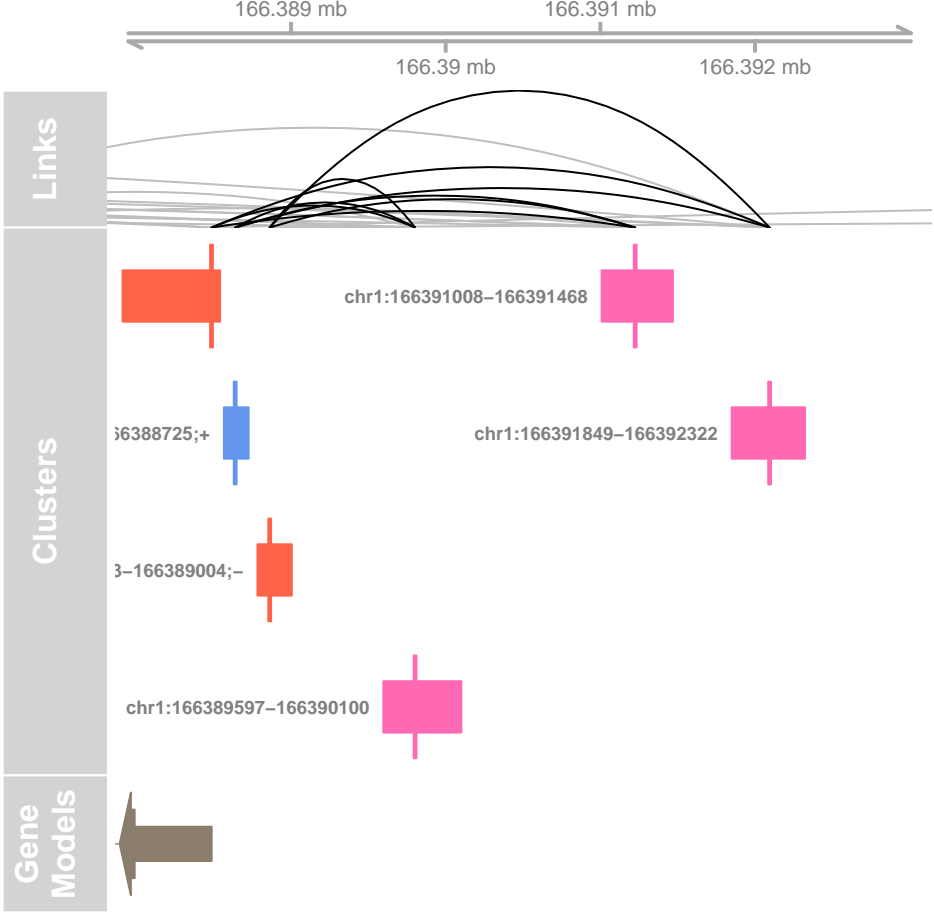 166.389 mb
166.391 mb
166.39 mb
166.392 mb
Links
Clusters
chr1:166391008–166391468
66388725;+
chr1:166391849–166392322
3–166389004;–
chr1:166389597–166390100
Gene
Models